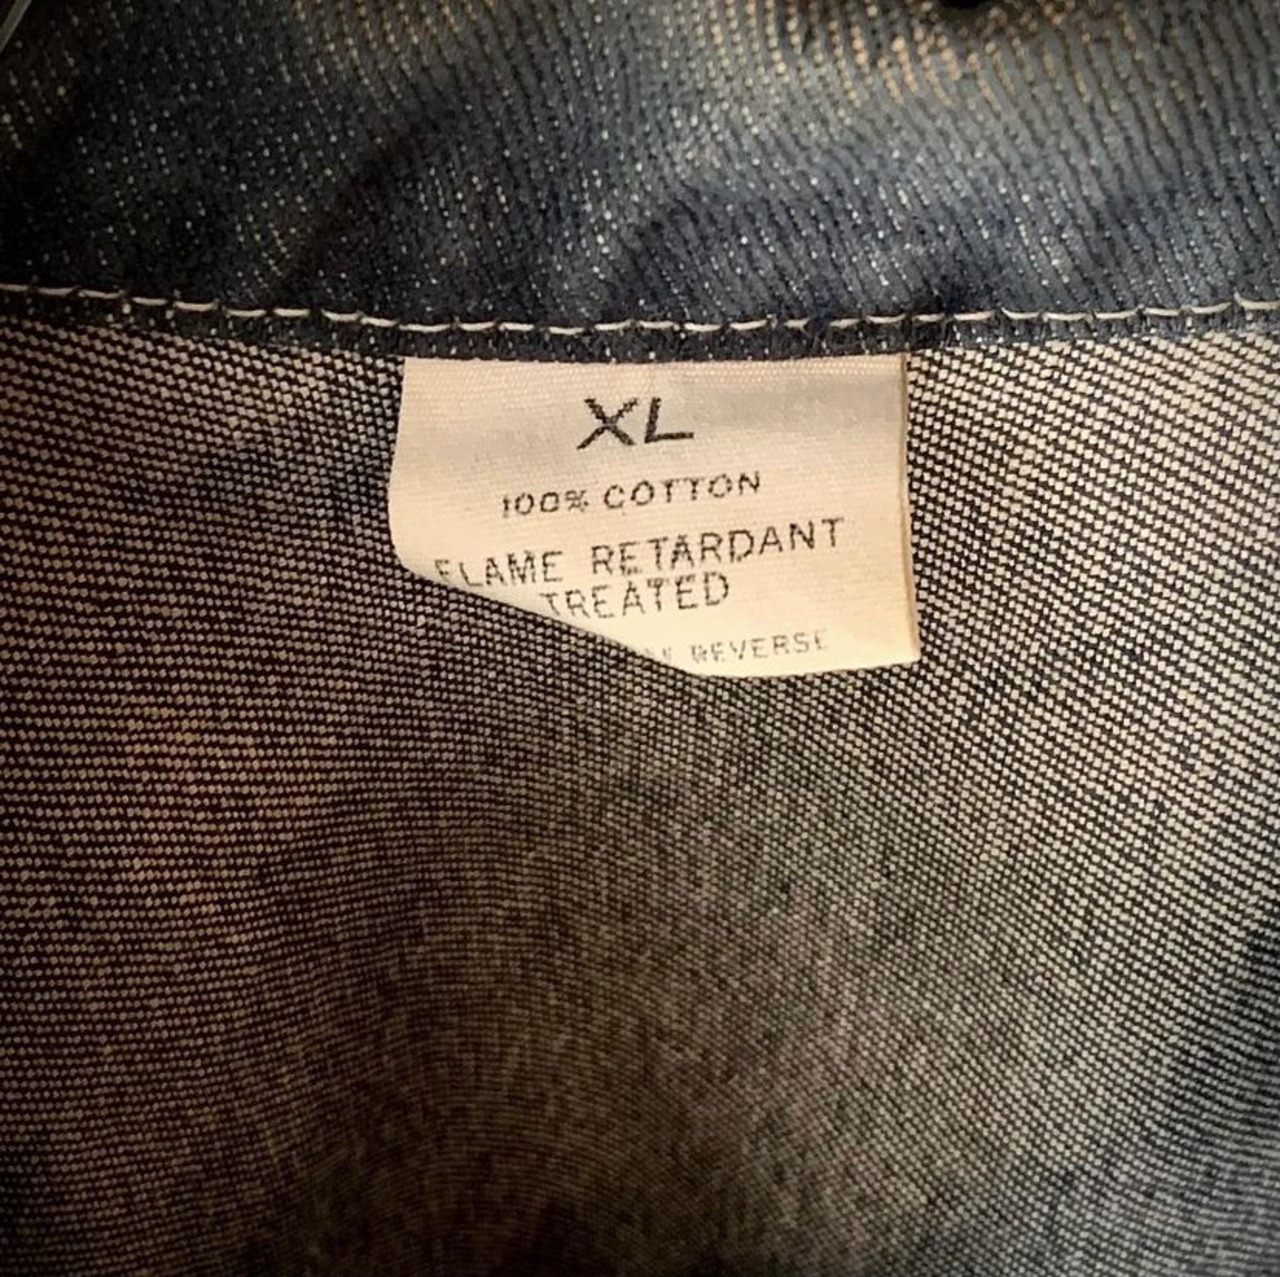 XL
100% COTTON
FLAME RETARDANT
TREATED
REVERSE